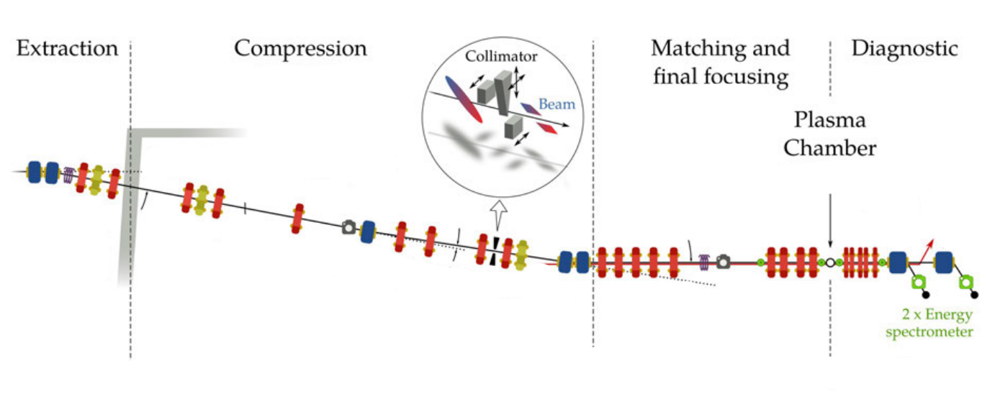 Extraction
Compression
Collimator
Beam
Matching and
final focusing
Diagnostic
Plasma
Chamber
2 x Energy
spectrometer